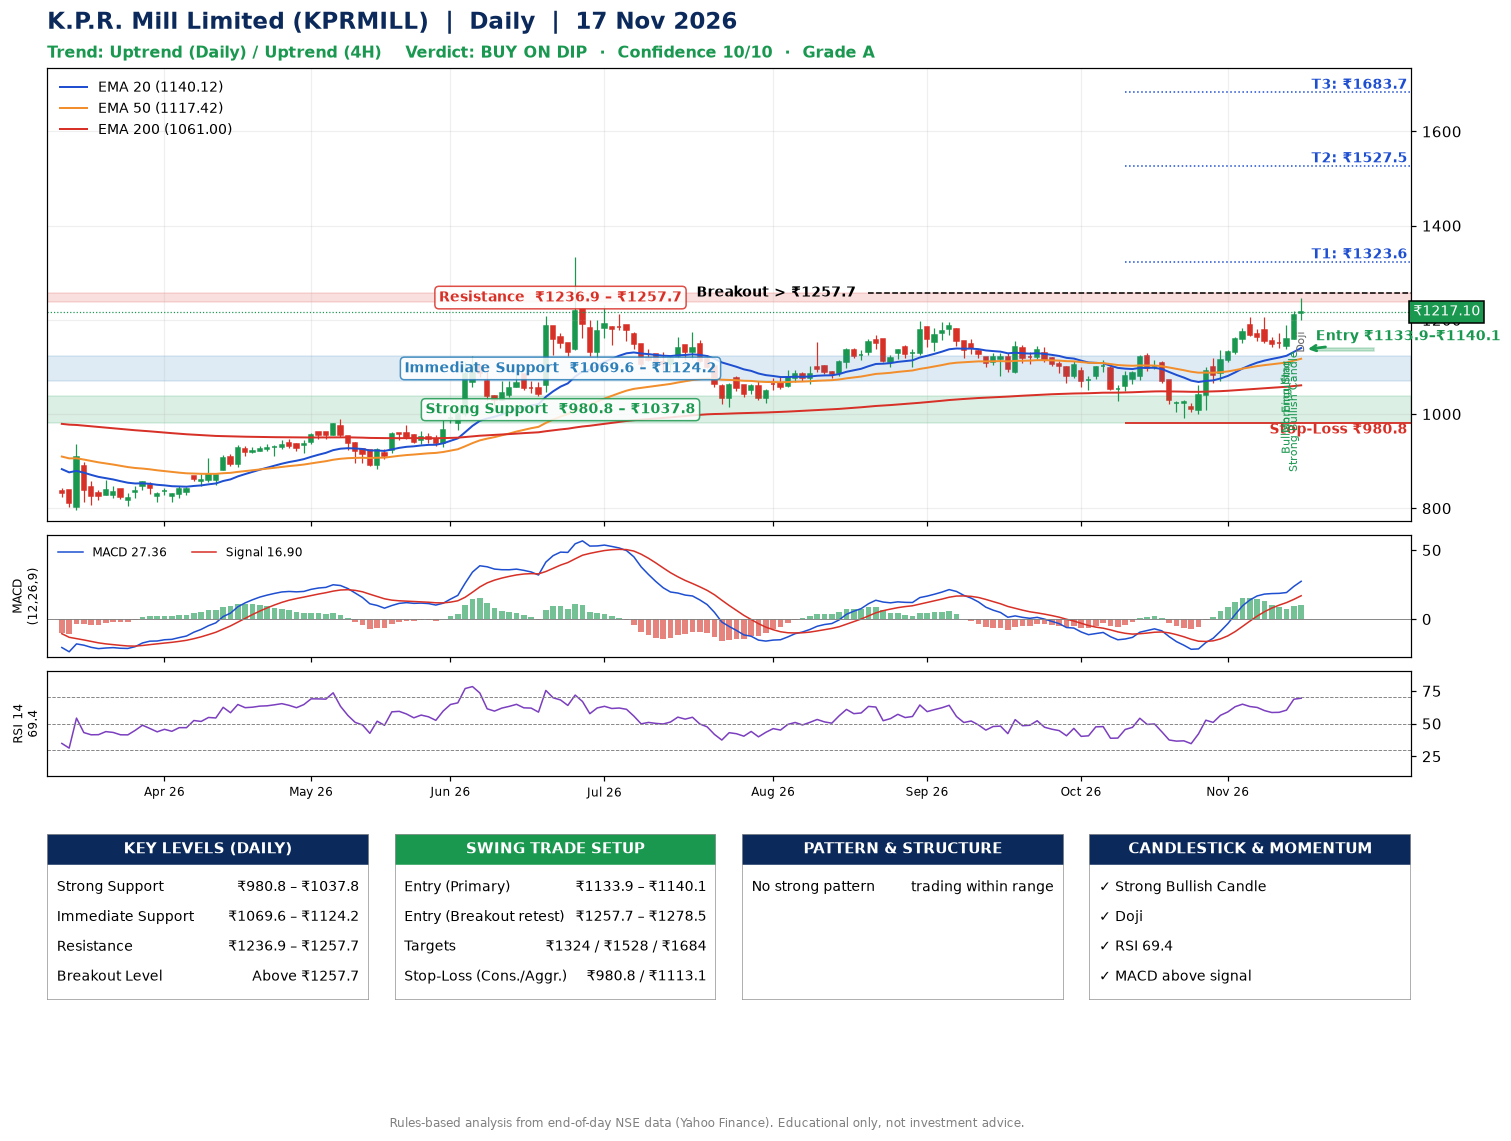 K.P.R. Mill Limited (KPRMILL) | Daily | 17 Nov 2026
Trend: Uptrend (Daily) / Uptrend (4H) Verdict: BUY ON DIP · Confidence 10/10 · Grade A
EMA 20 (1140.12)
EMA 50 (1117.42)
EMA 200 (1061.00)
T3: ₹1683.7
1600
T2: ₹1527.5
1400
T1: ₹1323.6
Resistance ₹1236.9 – ₹1257.7
Breakout > ₹1257.7
₹1217.10
1200
Entry ₹1133.9–₹1140.1
Doji
Immediate Support ₹1069.6 – ₹1124.2
Strong Support ₹980.8 – ₹1037.8
1000
Stop-Loss ₹980.8
Strong Bullish Candle
800
MACD 27.36
Signal 16.90
MACD
(12,26,9)
50
0
RSI 14
69.4
75
50
25
Apr 26
May 26
Jun 26
Jul 26
Aug 26
Sep 26
Oct 26
Nov 26
KEY LEVELS (DAILY)
Strong Support ₹980.8 – ₹1037.8
Immediate Support ₹1069.6 – ₹1124.2
Resistance ₹1236.9 – ₹1257.7
Breakout Level Above ₹1257.7
SWING TRADE SETUP
Entry (Primary) ₹1133.9 – ₹1140.1
Entry (Breakout retest) ₹1257.7 – ₹1278.5
Targets ₹1324 / ₹1528 / ₹1684
Stop-Loss (Cons./Aggr.) ₹980.8 / ₹1113.1
PATTERN & STRUCTURE
No strong pattern trading within range
CANDLESTICK & MOMENTUM
✓ Strong Bullish Candle
✓ Doji
✓ RSI 69.4
✓ MACD above signal
Rules-based analysis from end-of-day NSE data (Yahoo Finance). Educational only, not investment advice.